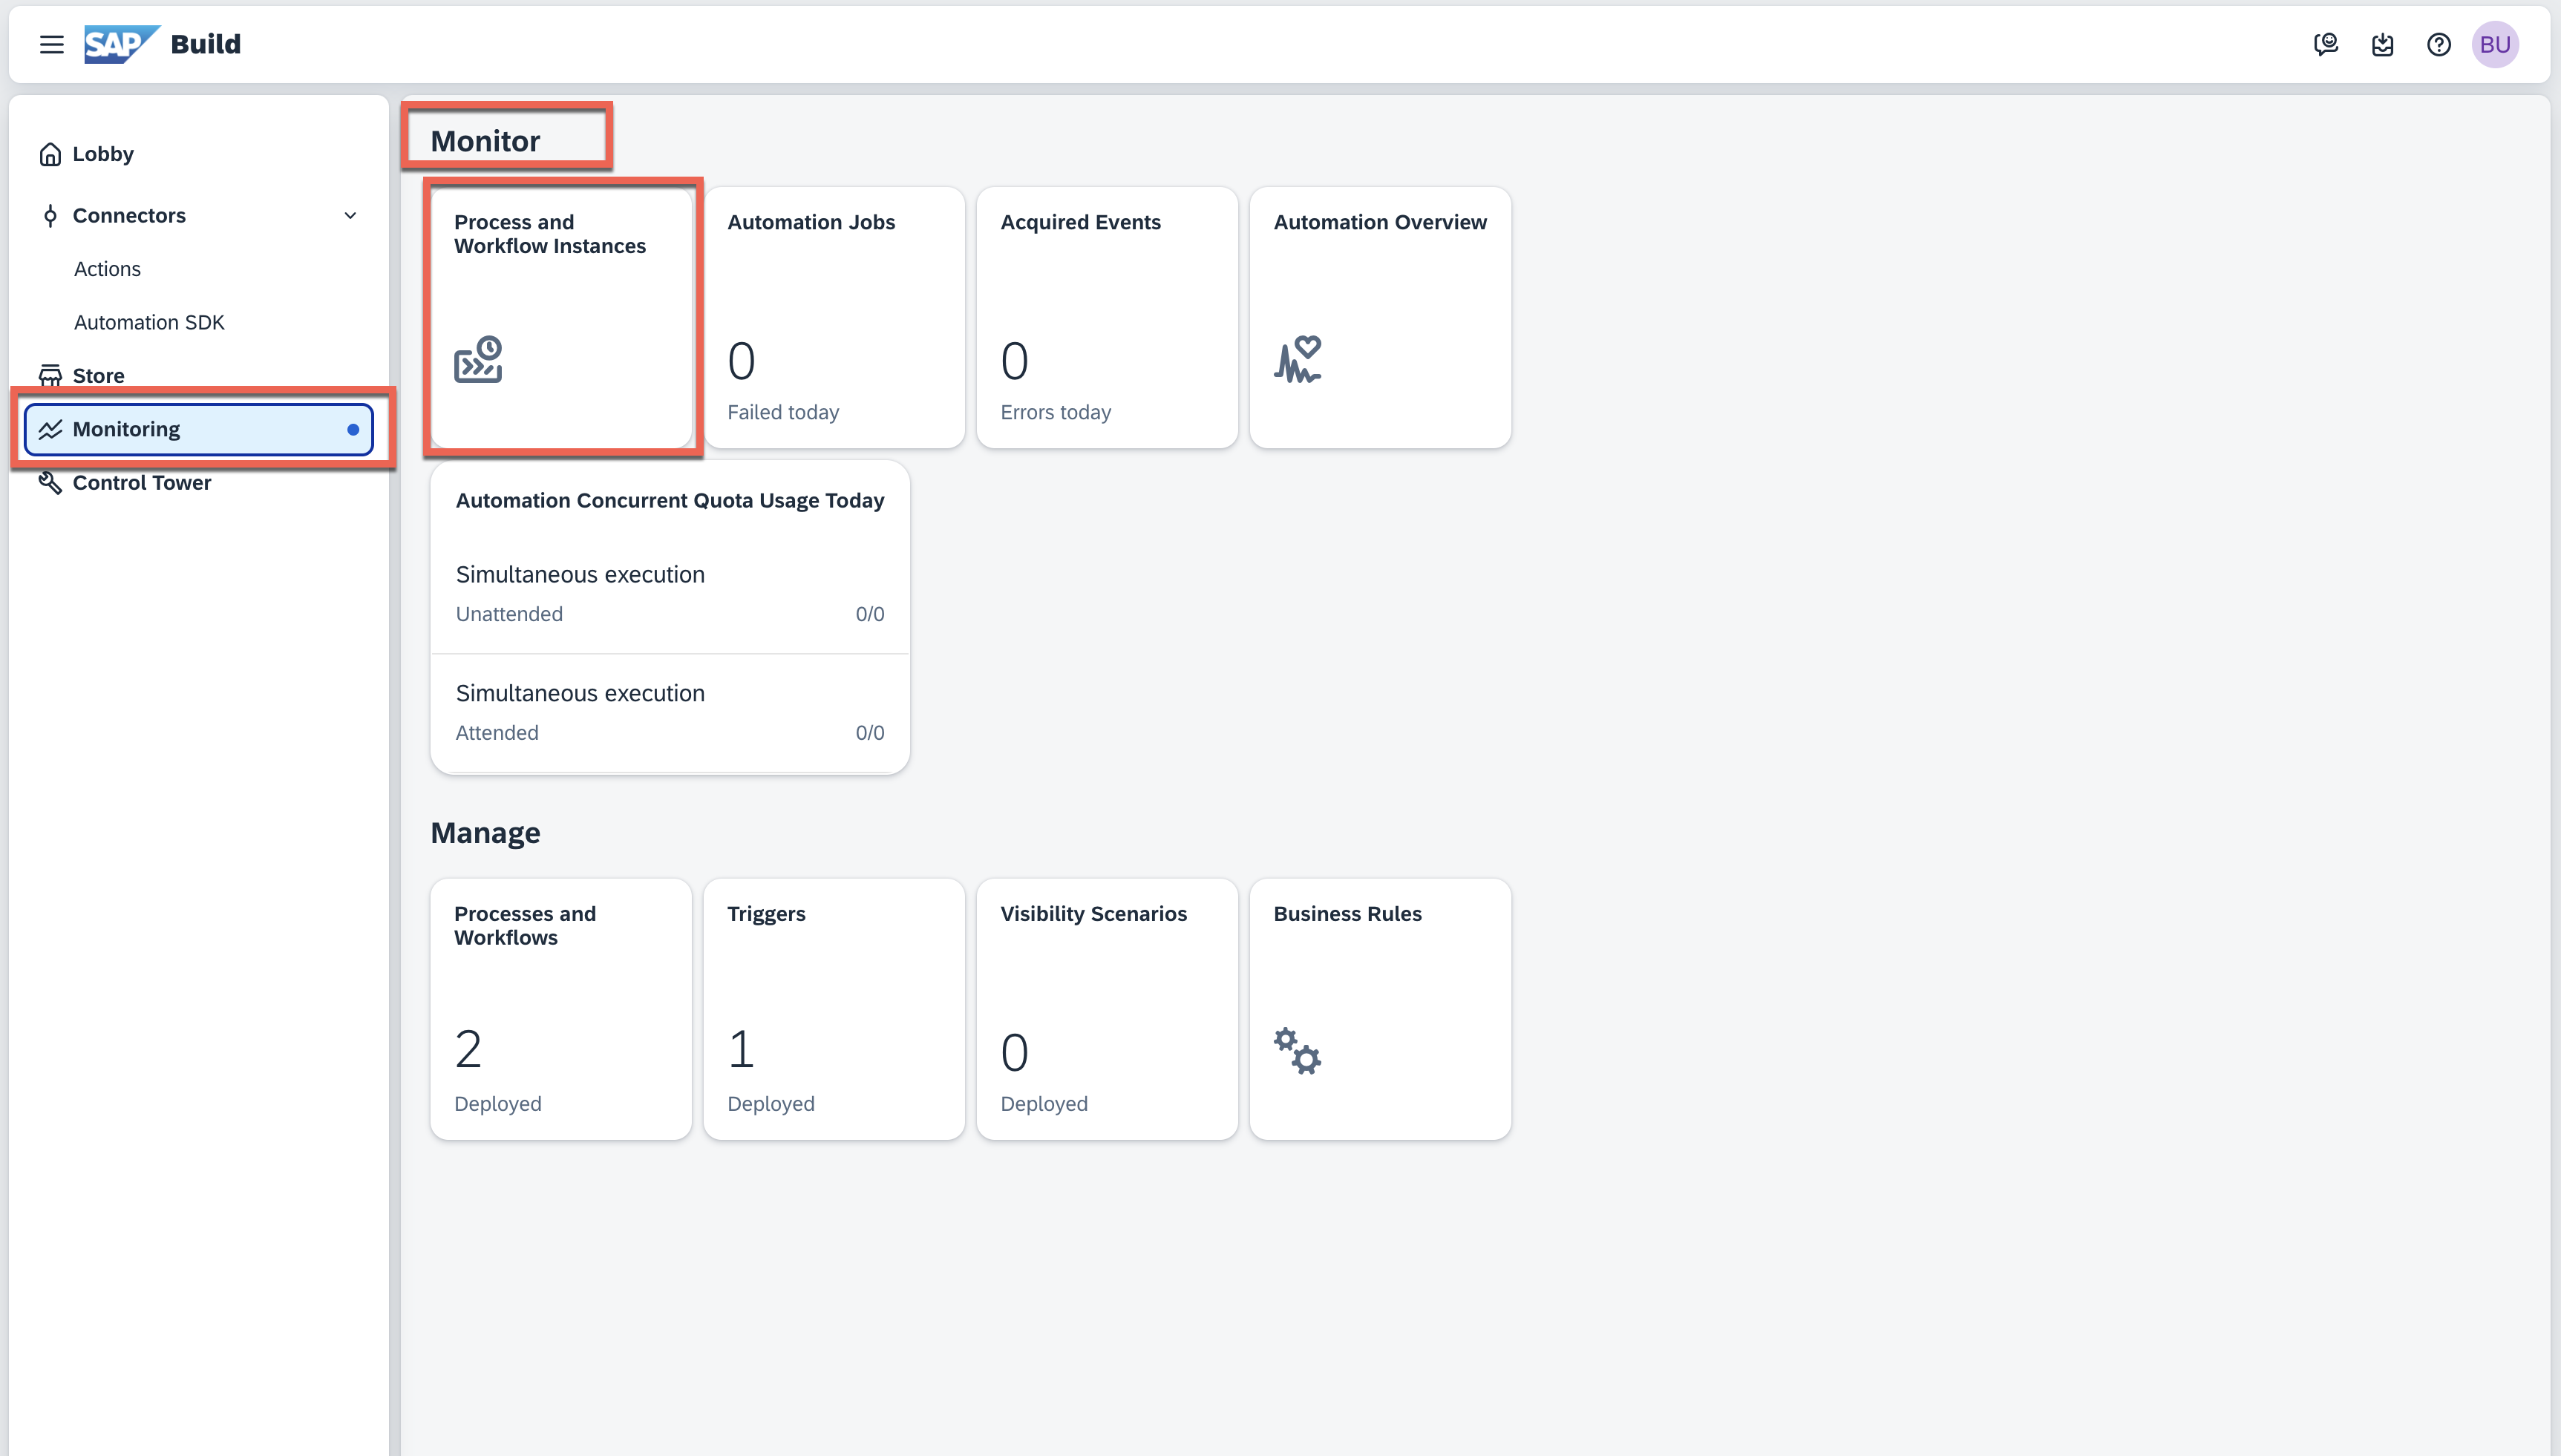 SAP Build
BU
Lobby
Connectors
Actions
Automation SDK
Store
Monitoring
Control Tower
Monitor
Process and
Workflow Instances
Automation Jobs
0
Failed today
Acquired Events
0
Errors today
Automation Overview
Automation Concurrent Quota Usage Today
Simultaneous execution
Unattended 0/0
Simultaneous execution
Attended 0/0
Manage
Processes and
Workflows
2
Deployed
Triggers
1
Deployed
Visibility Scenarios
0
Deployed
Business Rules